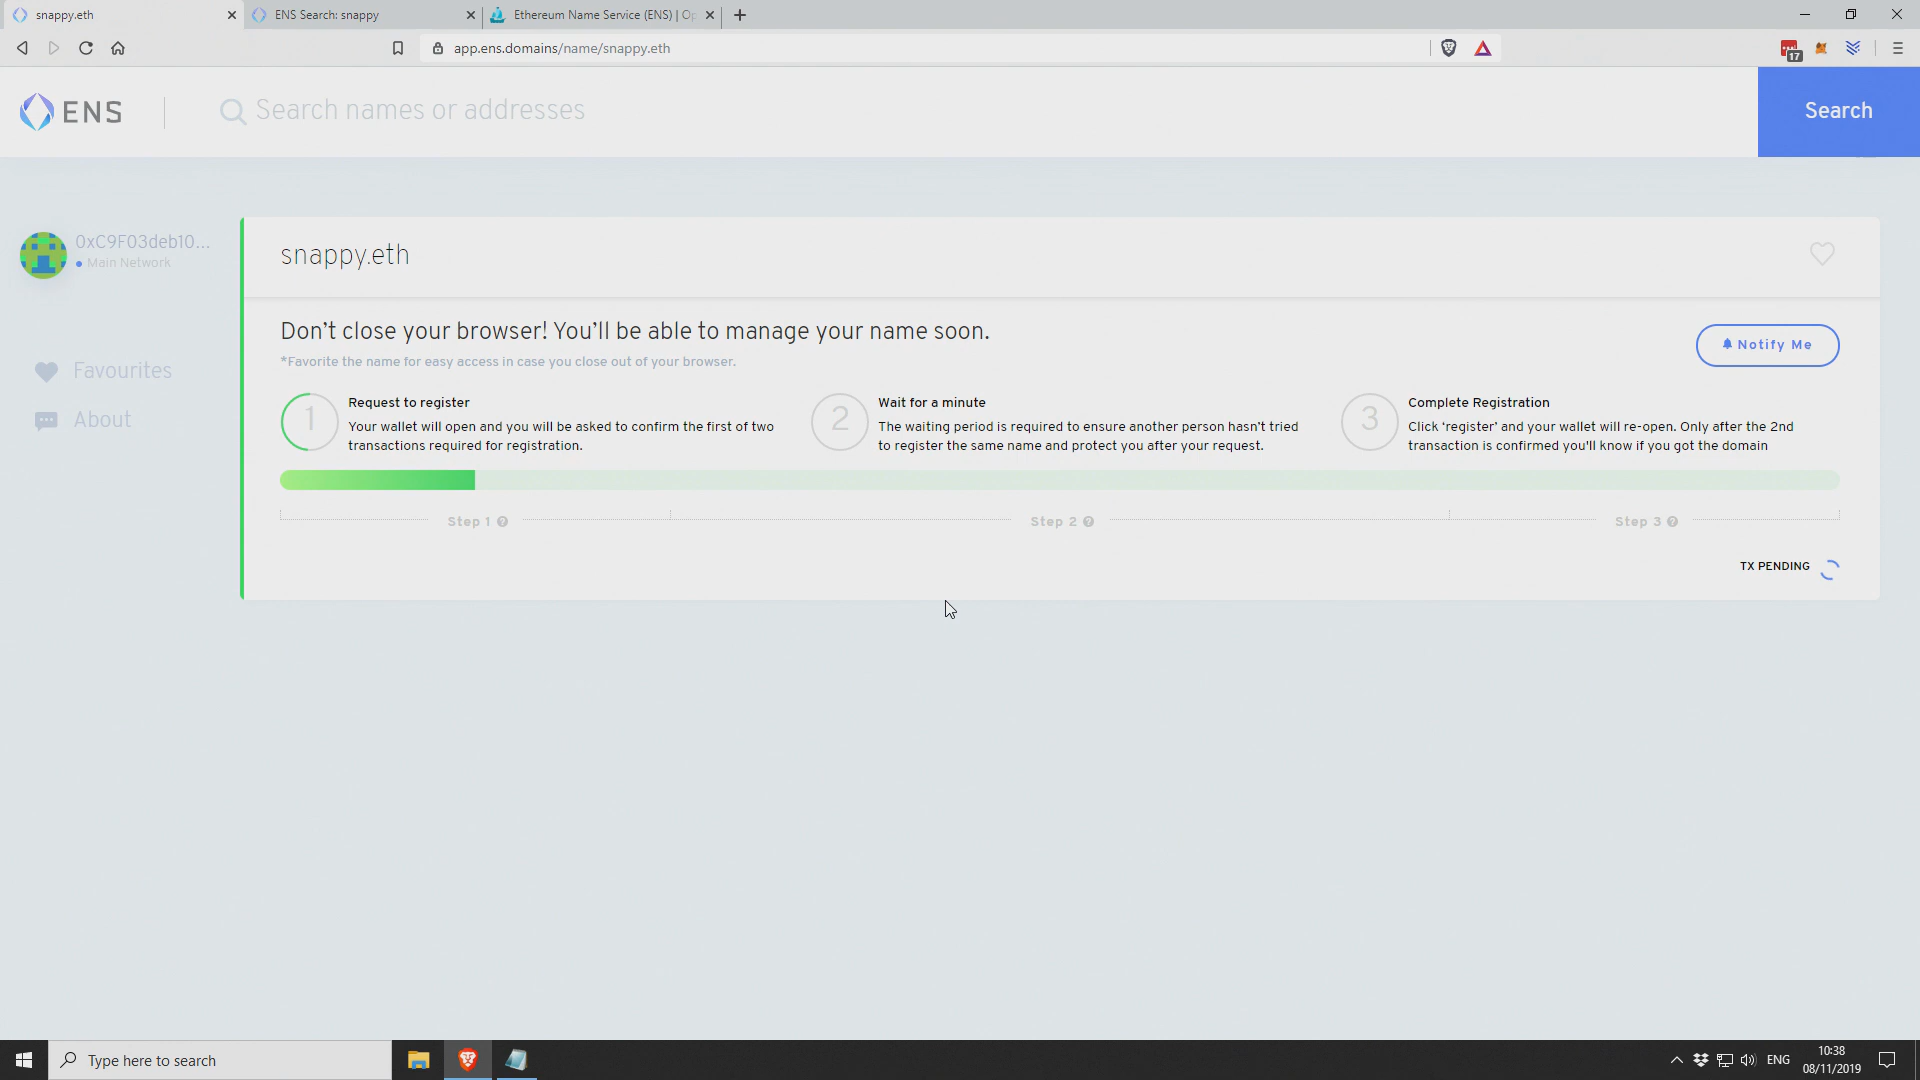 snappy.eth
ENS Search: snappy
Ethereum Name Service (ENS) | Op
app.ens.domains/name/snappy.eth
17
ENS
Search names or addresses
Search
0xC9F03deb10...
Main Network
Favourites
About
snappy.eth
Don’t close your browser! You’ll be able to manage your name soon.
*Favorite the name for easy access in case you close out of your browser.
Notify Me
1
Request to register
Your wallet will open and you will be asked to confirm the first of two
transactions required for registration.
2
Wait for a minute
The waiting period is required to ensure another person hasn’t tried
to register the same name and protect you after your request.
3
Complete Registration
Click ‘register’ and your wallet will re-open. Only after the 2nd
transaction is confirmed you'll know if you got the domain
Step 1 ?
Step 2 ?
Step 3 ?
TX PENDING
Type here to search
ENG
10:38
08/11/2019